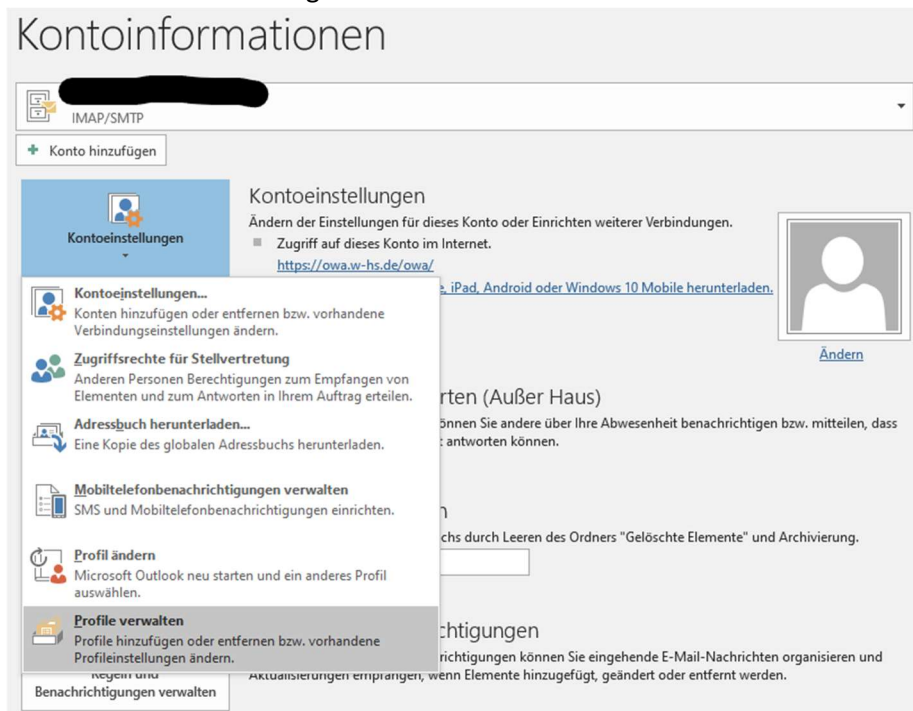 Kontoinformationen
IMAP/SMTP
Konto hinzufügen
Kontoeinstellungen
Kontoeinstellungen
Ändern der Einstellungen für dieses Konto oder Einrichten weiterer Verbindungen.
Zugriff auf dieses Konto im Internet.
https://owa.w-hs.de/owa/
, iPad, Android oder Windows 10 Mobile herunterladen.
Ändern
Kontoeinstellungen...
Konten hinzufügen oder entfernen bzw. vorhandene
Verbindungseinstellungen ändern.
Zugriffsrechte für Stellvertretung
Anderen Personen Berechtigungen zum Empfangen von
Elementen und zum Antworten in Ihrem Auftrag erteilen.
Adressbuch herunterladen...
Eine Kopie des globalen Adressbuchs herunterladen.
Mobiltelefonbenachrichtigungen verwalten
SMS und Mobiltelefonbenachrichtigungen einrichten.
Profil ändern
Microsoft Outlook neu starten und ein anderes Profil
auswählen.
Profile verwalten
Profile hinzufügen oder entfernen bzw. vorhandene
Profileinstellungen ändern.
rten (Außer Haus)
önnen Sie andere über Ihre Abwesenheit benachrichtigen bzw. mitteilen, dass
antworten können.
chs durch Leeren des Ordners "Gelöschte Elemente" und Archivierung.
chtigungen
richtigungen können Sie eingehende E-Mail-Nachrichten organisieren und
Aktualisierungen empfangen, wenn Elemente hinzugefügt, geändert oder entfernt werden.
Regeln und
Benachrichtigungen verwalten